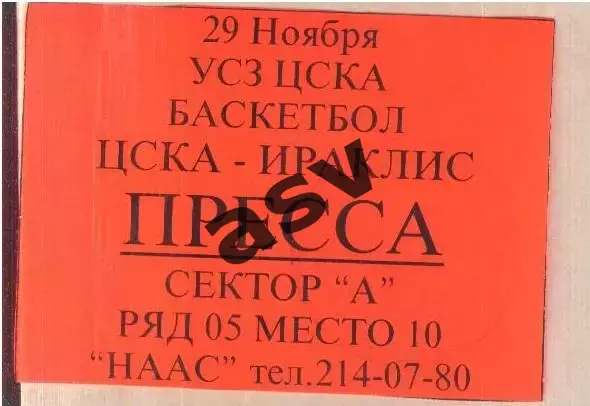 29 Ноября
УСЗ ЦСКА
БАСКЕТБОЛ
ЦСКА - ИРАКЛИС
ПРЕССА
asv
СЕКТОР "А"
РЯД 05 МЕСТО 10
"НААС" тел.214-07-80